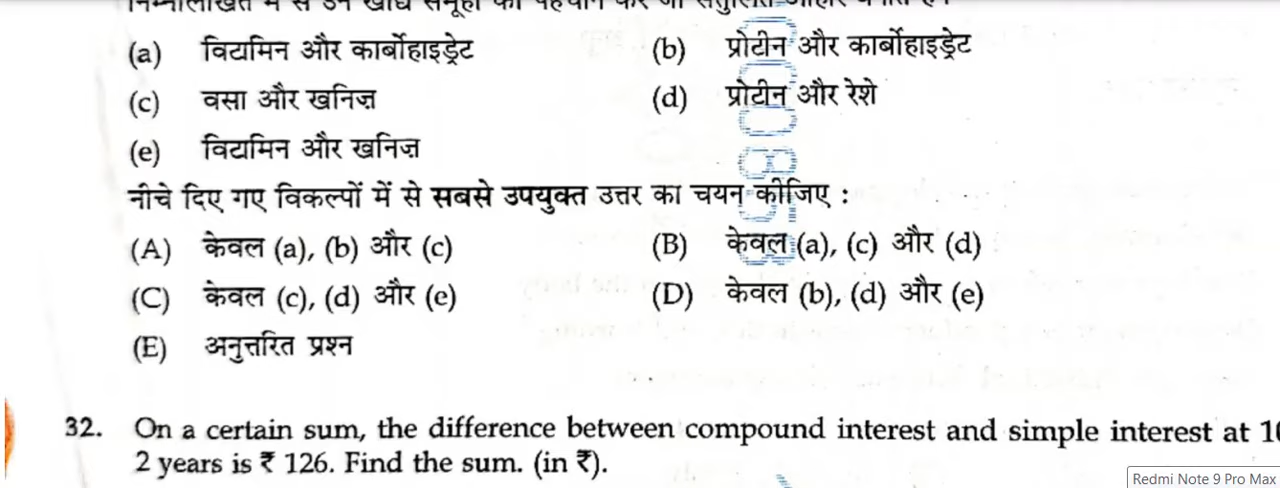 (a) विटामिन और कार्बोहाइड्रेट (b) प्रोटीन और कार्बोहाइड्रेट
(c) वसा और खनिज़ (d) प्रोटीन और रेशे
(e) विटामिन और खनिज़
नीचे दिए गए विकल्पों में से सबसे उपयुक्त उत्तर का चयन कीजिए :
(A) केवल (a), (b) और (c) (B) केवल (a), (c) और (d)
(C) केवल (c), (d) और (e) (D) केवल (b), (d) और (e)
(E) अनुत्तरित प्रश्न
32. On a certain sum, the difference between compound interest and simple interest at
2 years is ₹ 126. Find the sum. (in ₹).
Redmi Note 9 Pro Max